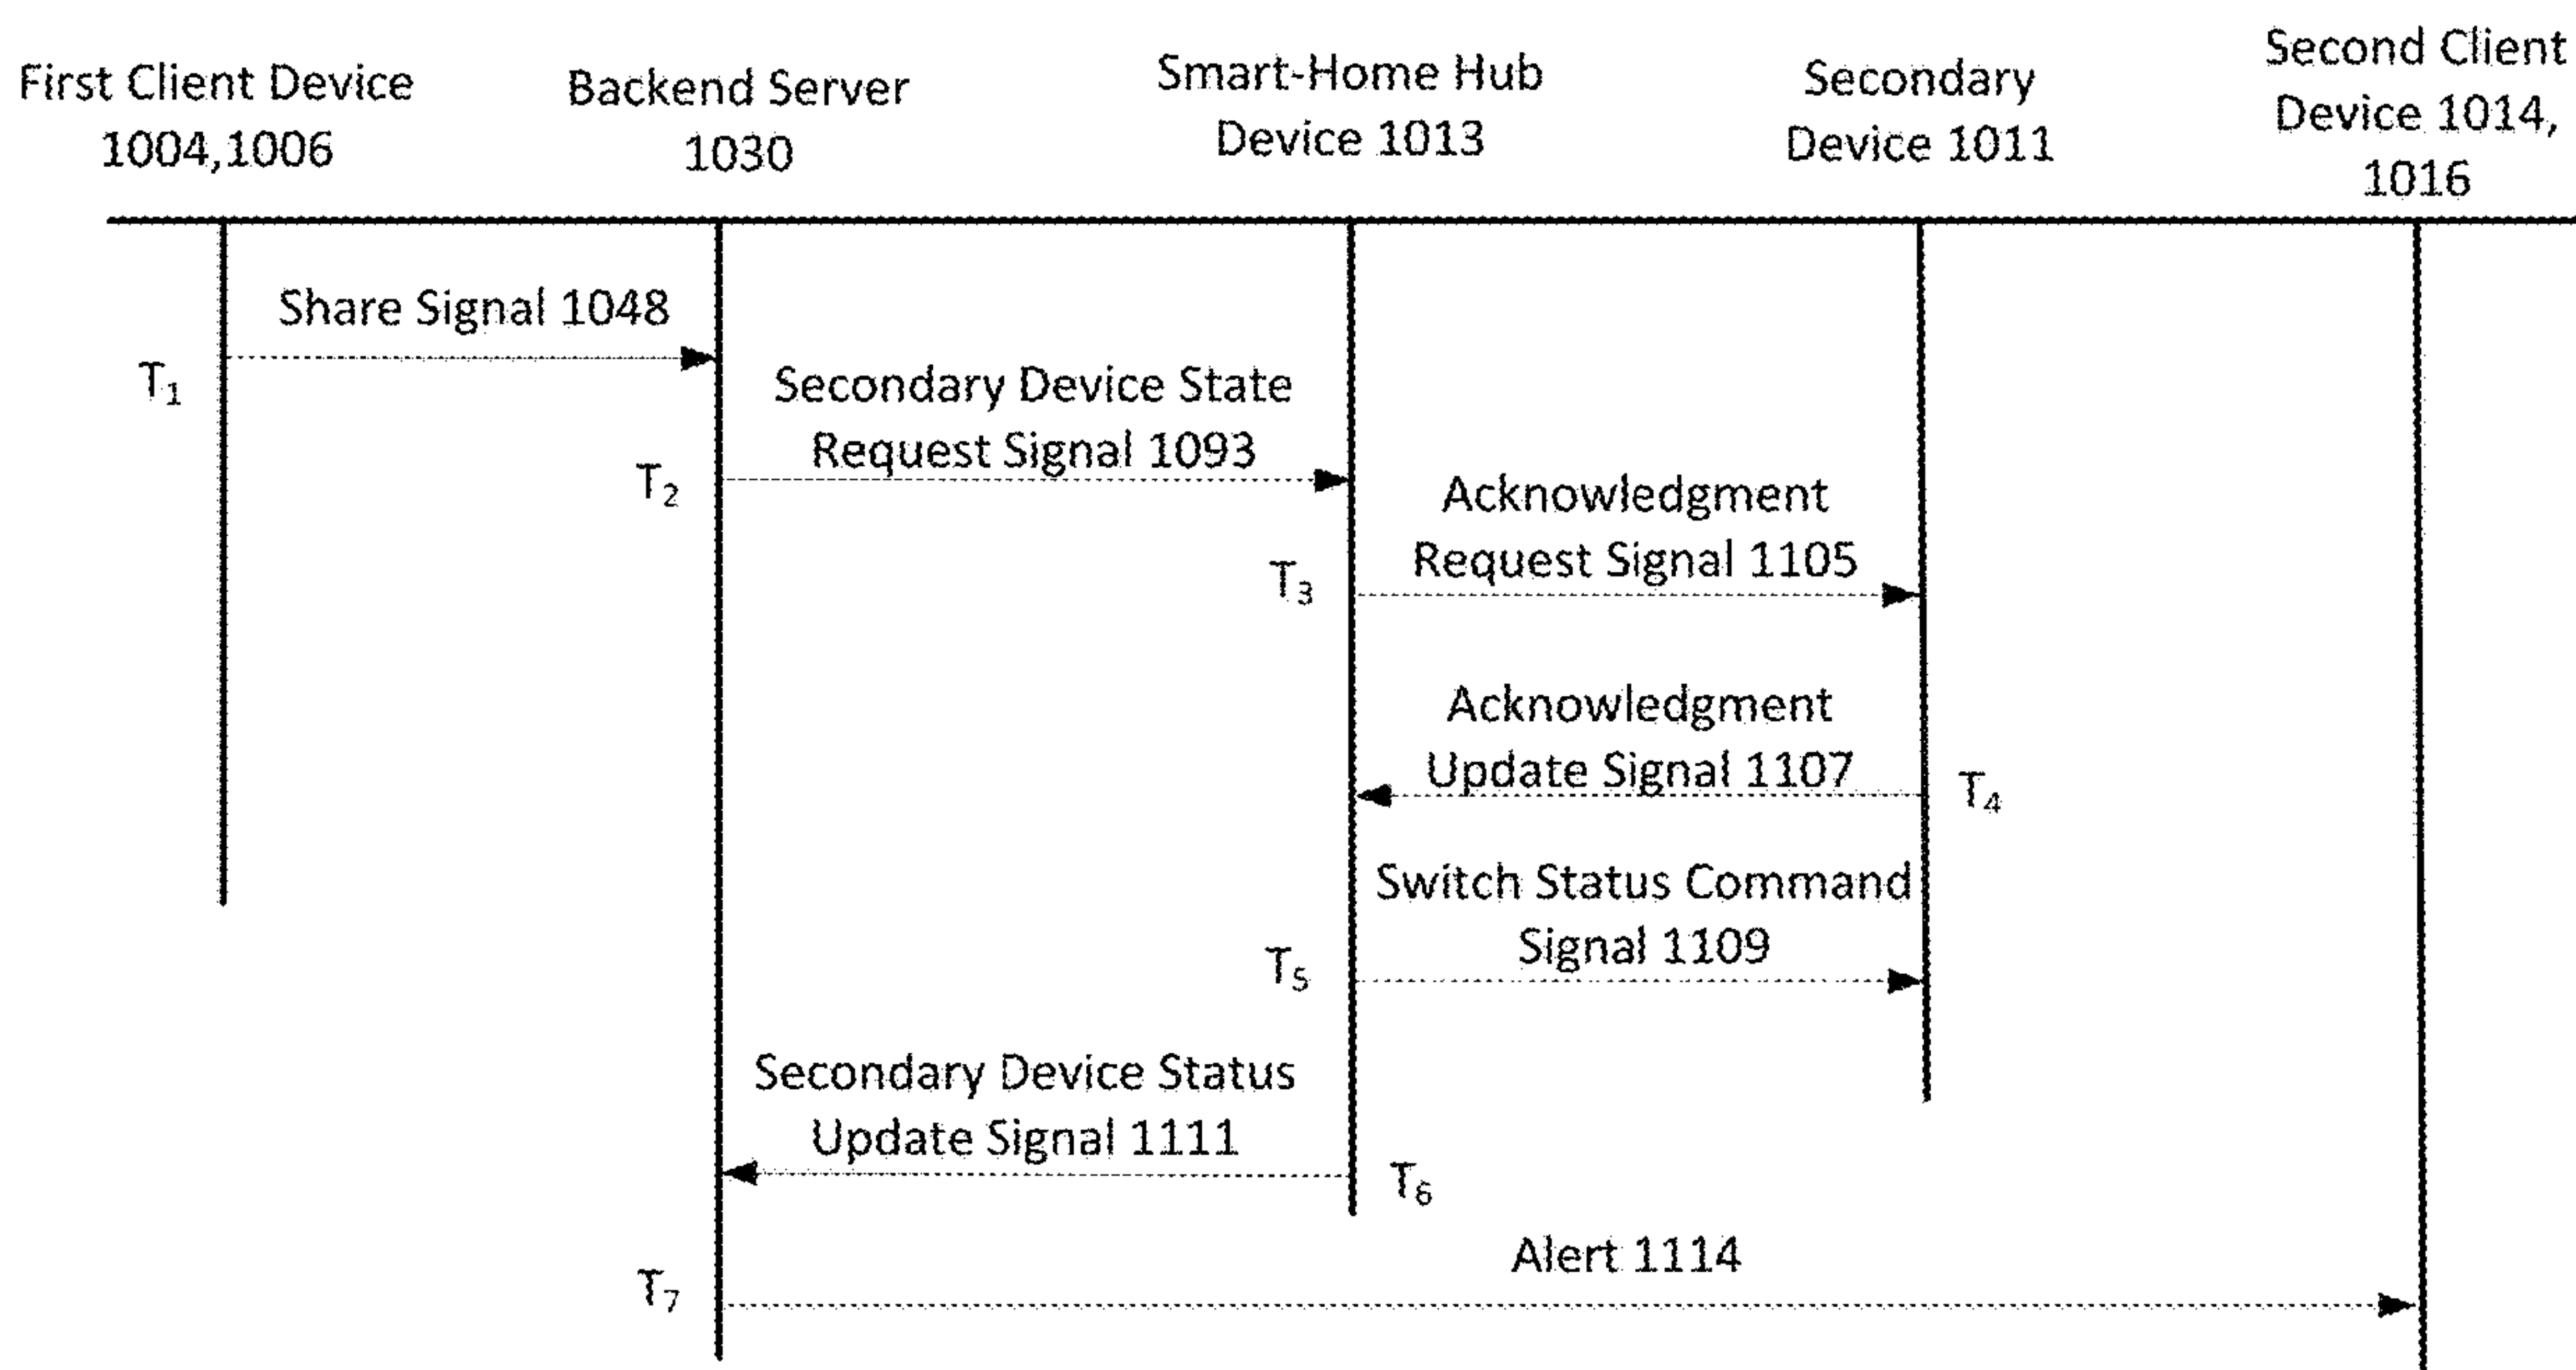 First Client Device
1004,1006
Backend Server
1030
Smart-Home Hub
Device 1013
Secondary
Device 1011
Second Client
Device 1014,
1016
Share Signal 1048
T1
Secondary Device State
Request Signal 1093
T2
Acknowledgment
Request Signal 1105
T3
Acknowledgment
Update Signal 1107
T4
Switch Status Command
Signal 1109
T5
Secondary Device Status
Update Signal 1111
T6
Alert 1114
T7